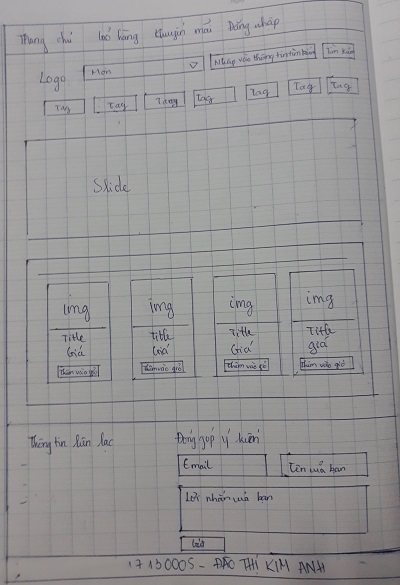 Trang chủ Loa hàng Khuyến mãi Đăng nhập
Logo Món Nhập vào thông tin tìm kiếm Tìm kiếm
Tag Tag Tang Tag Tag Tag Tag
Slide
img img img img
Title Title Title Title
Giá Giá Giá giá
Thêm vào giỏ Thêm vào giỏ Thêm vào giỏ Thêm vào giỏ
Thông tin liên lạc Đóng góp ý kiến
Email Tên của bạn
Lời nhắn của bạn
Gửi
17130005 - ĐÀO THỊ KIM ANH